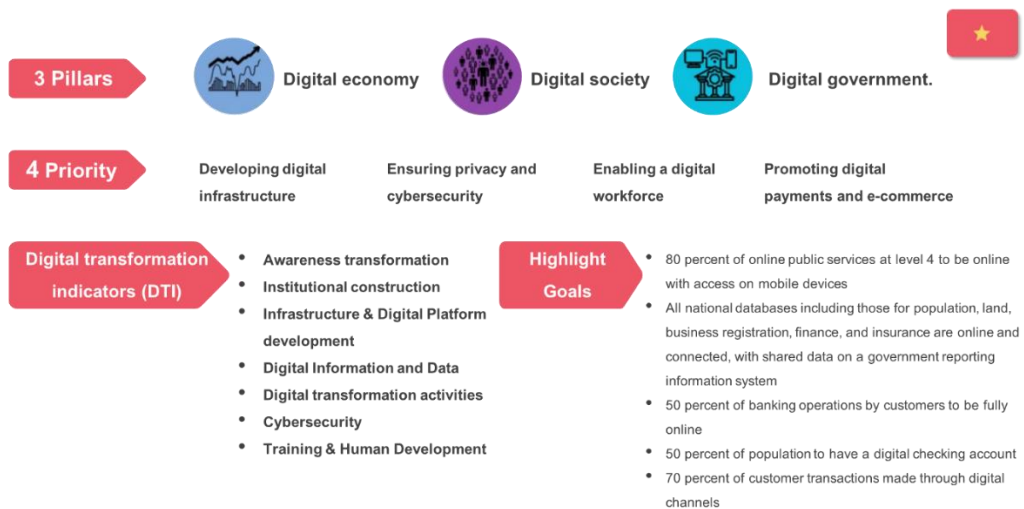 3 Pillars
Digital economy
Digital society
Digital government.
4 Priority
Developing digital
infrastructure
Ensuring privacy and
cybersecurity
Enabling a digital
workforce
Promoting digital
payments and e-commerce
Digital transformation
indicators (DTI)
• Awareness transformation
• Institutional construction
• Infrastructure & Digital Platform
development
• Digital Information and Data
• Digital transformation activities
• Cybersecurity
• Training & Human Development
Highlight
Goals
• 80 percent of online public services at level 4 to be online
with access on mobile devices
• All national databases including those for population, land,
business registration, finance, and insurance are online and
connected, with shared data on a government reporting
information system
• 50 percent of banking operations by customers to be fully
online
• 50 percent of population to have a digital checking account
• 70 percent of customer transactions made through digital
channels